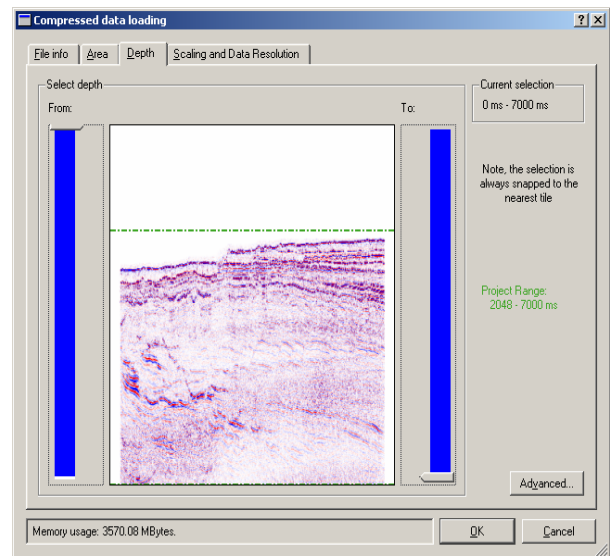 Compressed data loading
File info
Area
Depth
Scaling and Data Resolution
Select depth
From:
To:
Current selection
0 ms - 7000 ms
Note, the selection is
always snapped to the
nearest tile
Project Range:
2048 - 7000 ms
Advanced...
Memory usage: 3570.08 MBytes.
OK
Cancel